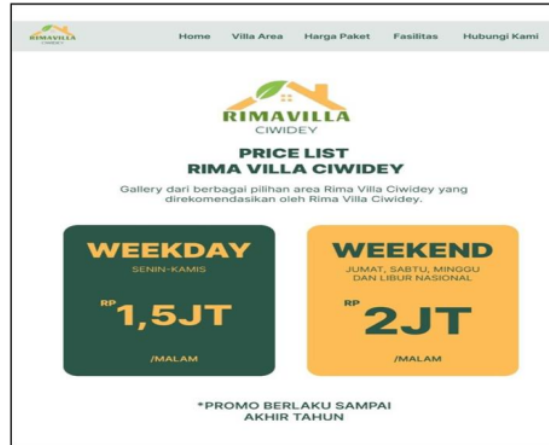 RIMAVILLA
CIWIDEY
Home Villa Area Harga Paket Fasilitas Hubungi Kami
RIMAVILLA
CIWIDEY
PRICE LIST
RIMA VILLA CIWIDEY
Gallery dari berbagai pilihan area Rima Villa Ciwidey yang
direkomendasikan oleh Rima Villa Ciwidey.
WEEKDAY
SENIN-KAMIS
RP 1,5JT
/MALAM
WEEKEND
JUMAT, SABTU, MINGGU
DAN LIBUR NASIONAL
RP 2JT
/MALAM
*PROMO BERLAKU SAMPAI
AKHIR TAHUN